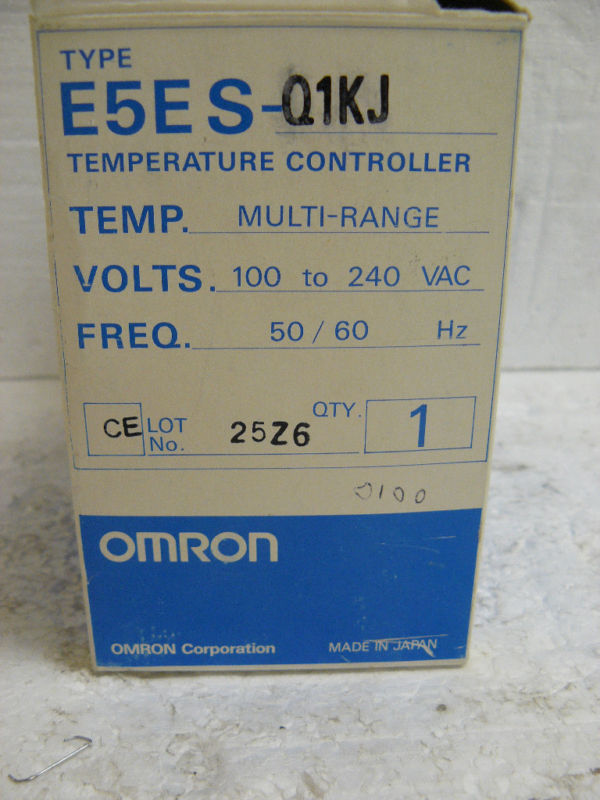 TYPE
E5ES-Q1KJ
TEMPERATURE CONTROLLER
TEMP. MULTI-RANGE
VOLTS. 100 to 240 VAC
FREQ. 50/60 Hz
CE LOT No. 25Z6 QTY. 1
0100
OMRON
OMRON Corporation MADE IN JAPAN